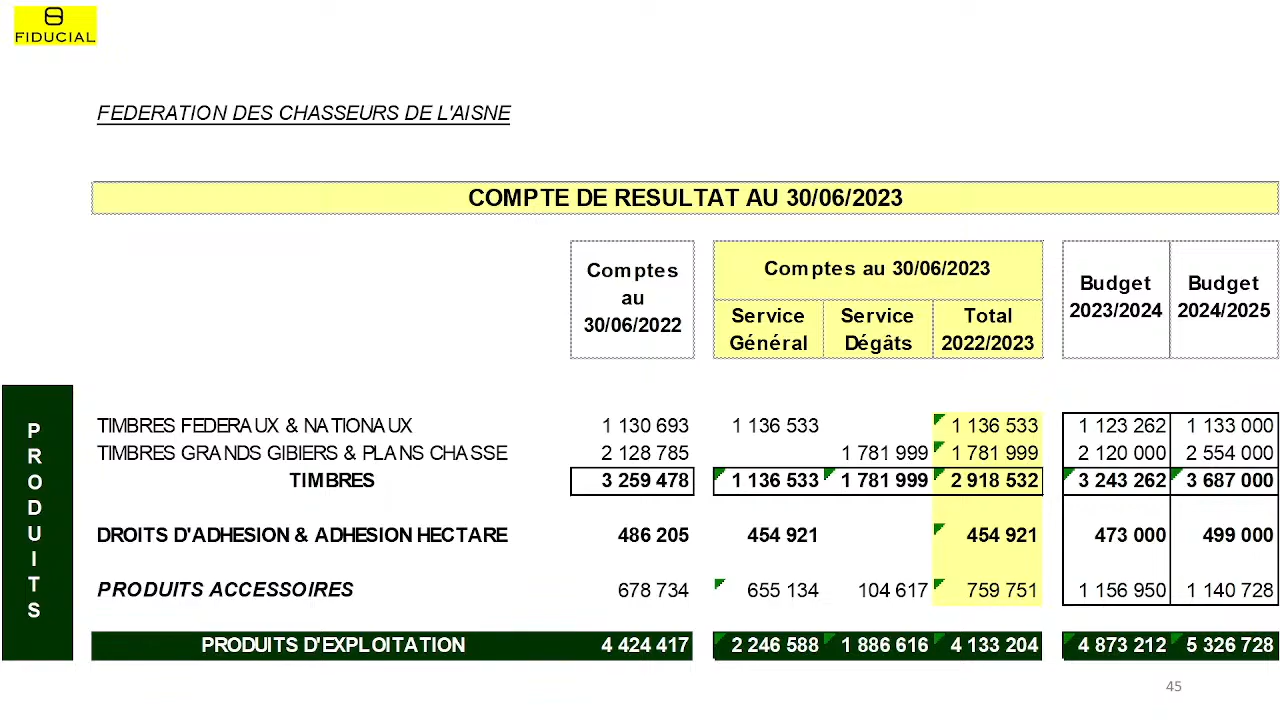 FIDUCIAL
FEDERATION DES CHASSEURS DE L'AISNE
COMPTE DE RESULTAT AU 30/06/2023
Comptes au 30/06/2022
Comptes au 30/06/2023
Service Général
Service Dégâts
Total 2022/2023
Budget 2023/2024
Budget 2024/2025
PRODUITS
TIMBRES FEDERAUX & NATIONAUX 1 130 693 1 136 533 1 136 533 1 123 262 1 133 000
TIMBRES GRANDS GIBIERS & PLANS CHASSE 2 128 785 1 781 999 1 781 999 2 120 000 2 554 000
TIMBRES 3 259 478 1 136 533 1 781 999 2 918 532 3 243 262 3 687 000
DROITS D'ADHESION & ADHESION HECTARE 486 205 454 921 454 921 473 000 499 000
PRODUITS ACCESSOIRES 678 734 655 134 104 617 759 751 1 156 950 1 140 728
PRODUITS D'EXPLOITATION 4 424 417 2 246 588 1 886 616 4 133 204 4 873 212 5 326 728
45